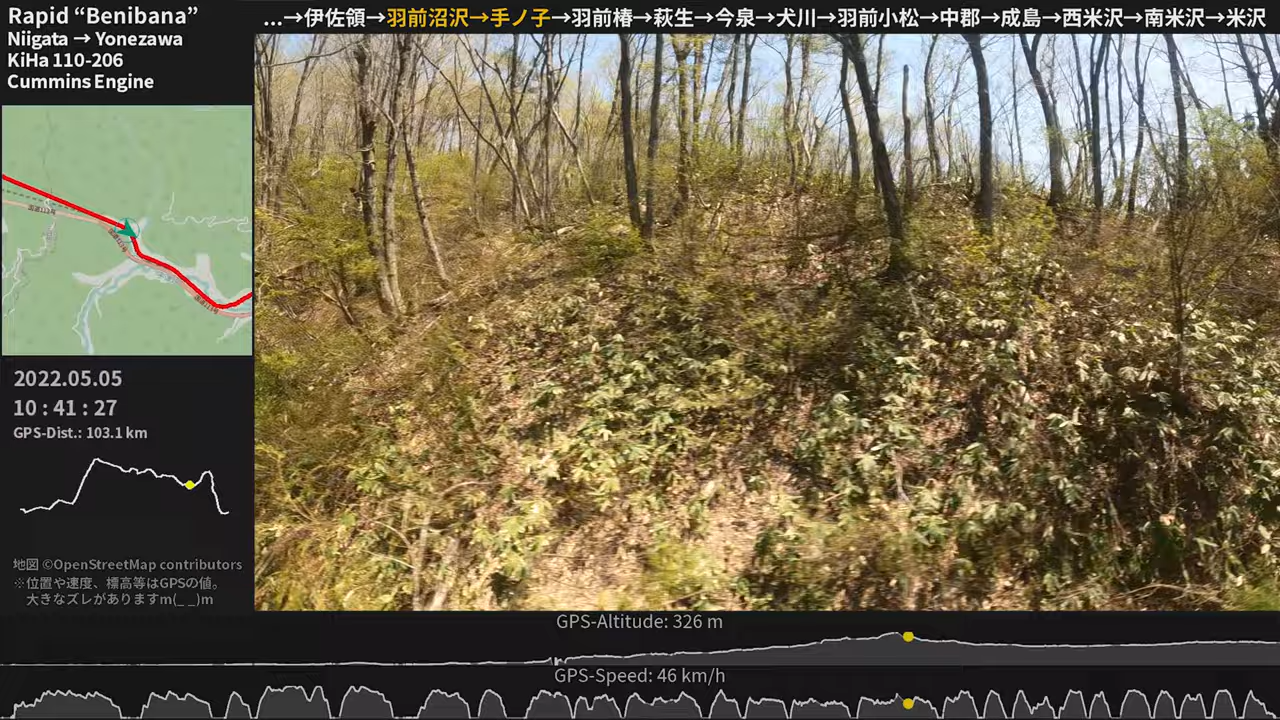 Rapid “Benibana”
Niigata → Yonezawa
KiHa 110-206
Cummins Engine
...→伊佐領→羽前沼沢→手ノ子→羽前椿→萩生→今泉→犬川→羽前小松→中郡→成島→西米沢→南米沢→米沢
2022.05.05
10 : 41 : 27
GPS-Dist.: 103.1 km
地図 ©OpenStreetMap contributors
※位置や速度、標高等はGPSの値。
大きなズレがありますm(_ _)m
GPS-Altitude: 326 m
GPS-Speed: 46 km/h